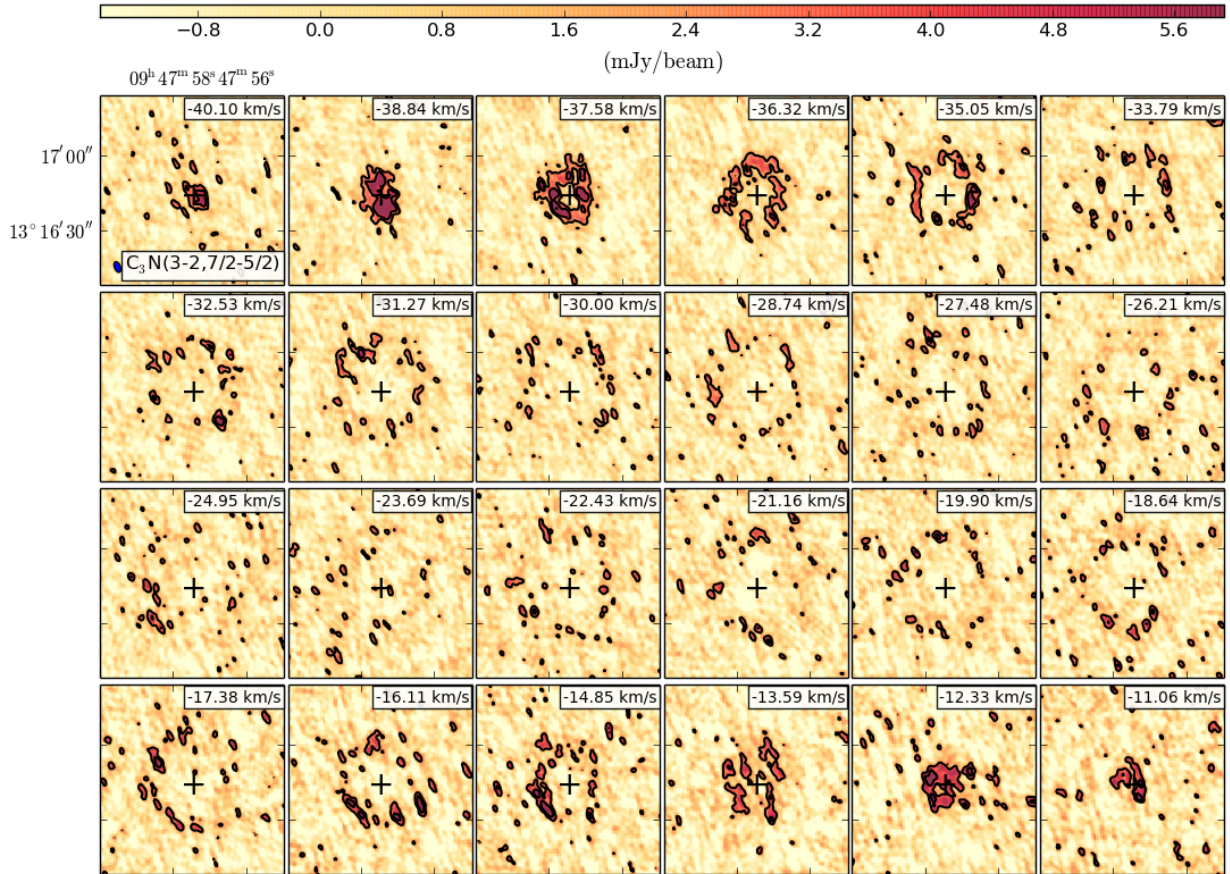 −0.8 0.0 0.8 1.6 2.4 3.2 4.0 4.8 5.6
(mJy/beam)
09ʰ 47ᵐ 58ˢ 47ᵐ 56ˢ
-40.10 km/s -38.84 km/s -37.58 km/s -36.32 km/s -35.05 km/s -33.79 km/s
17′00″
13° 16′30″
C₃N(3-2,7/2-5/2)
-32.53 km/s -31.27 km/s -30.00 km/s -28.74 km/s -27.48 km/s -26.21 km/s
-24.95 km/s -23.69 km/s -22.43 km/s -21.16 km/s -19.90 km/s -18.64 km/s
-17.38 km/s -16.11 km/s -14.85 km/s -13.59 km/s -12.33 km/s -11.06 km/s